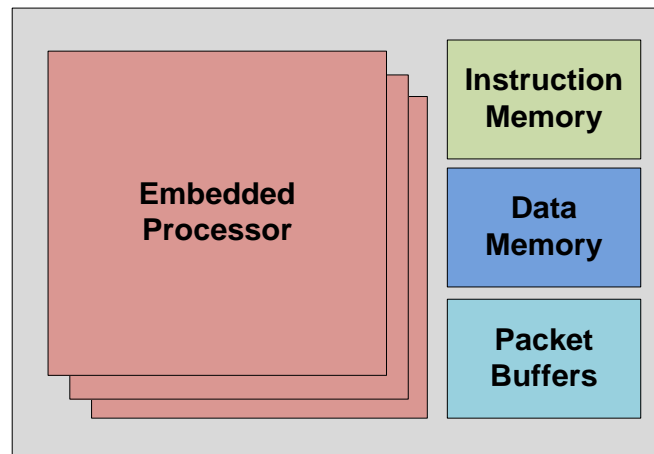 Embedded
Processor
Instruction
Memory
Data
Memory
Packet
Buffers